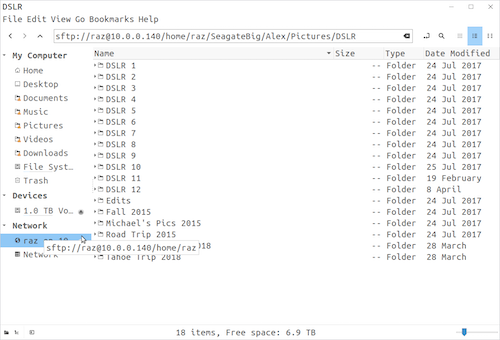 DSLR
File Edit View Go Bookmarks Help
sftp://raz@10.0.0.140/home/raz/SeagateBig/Alex/Pictures/DSLR
My Computer
Home
Desktop
Documents
Music
Pictures
Videos
Downloads
File Syst…
Trash
Devices
1.0 TB Vo…
Network
raz
Network
sftp://raz@10.0.0.140/home/raz
Name Size Type Date Modified
DSLR 1 -- Folder 24 Jul 2017
DSLR 2 -- Folder 24 Jul 2017
DSLR 3 -- Folder 24 Jul 2017
DSLR 4 -- Folder 24 Jul 2017
DSLR 5 -- Folder 24 Jul 2017
DSLR 6 -- Folder 24 Jul 2017
DSLR 7 -- Folder 24 Jul 2017
DSLR 8 -- Folder 24 Jul 2017
DSLR 9 -- Folder 24 Jul 2017
DSLR 10 -- Folder 25 Jul 2017
DSLR 11 -- Folder 19 February
DSLR 12 -- Folder 8 April
Edits -- Folder 24 Jul 2017
Fall 2015 -- Folder 24 Jul 2017
Michael's Pics 2015 -- Folder 24 Jul 2017
Road Trip 2015 -- Folder 24 Jul 2017
018 -- Folder 28 March
Tahoe Trip 2018 -- Folder 28 March
18 items, Free space: 6.9 TB